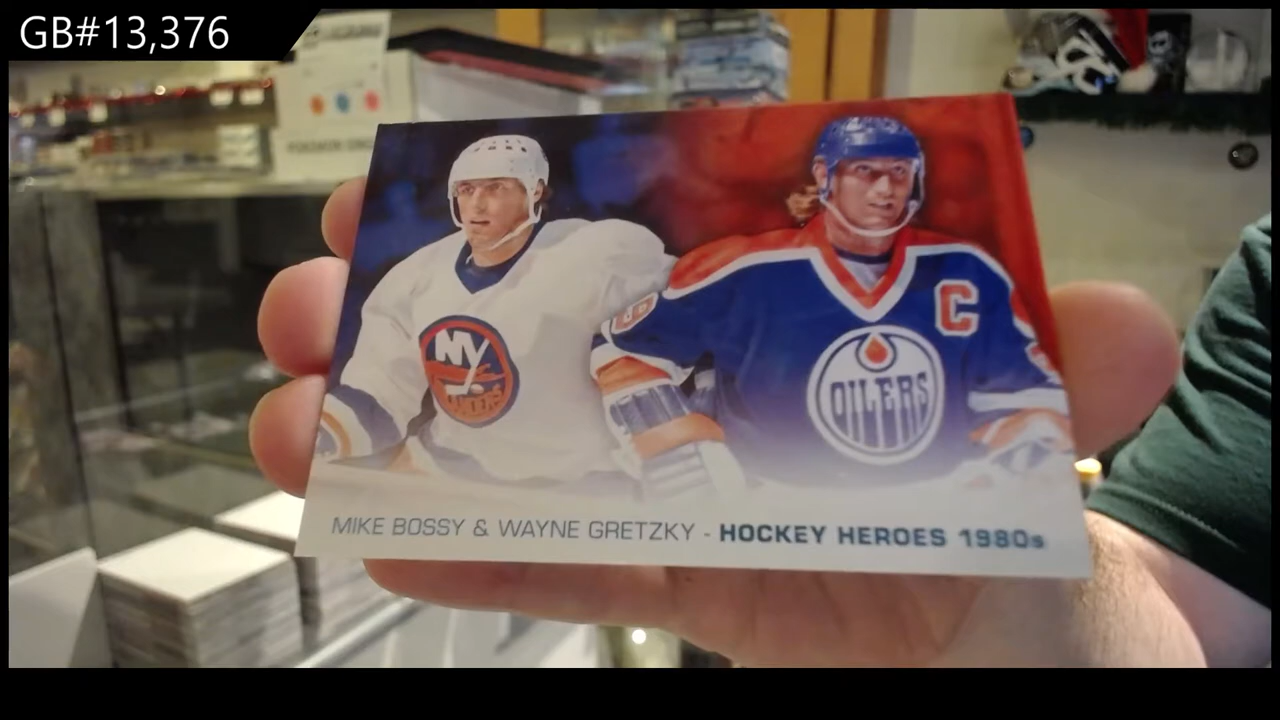 GB#13,376
C
NY
OILERS
MIKE BOSSY & WAYNE GRETZKY - HOCKEY HEROES 1980s